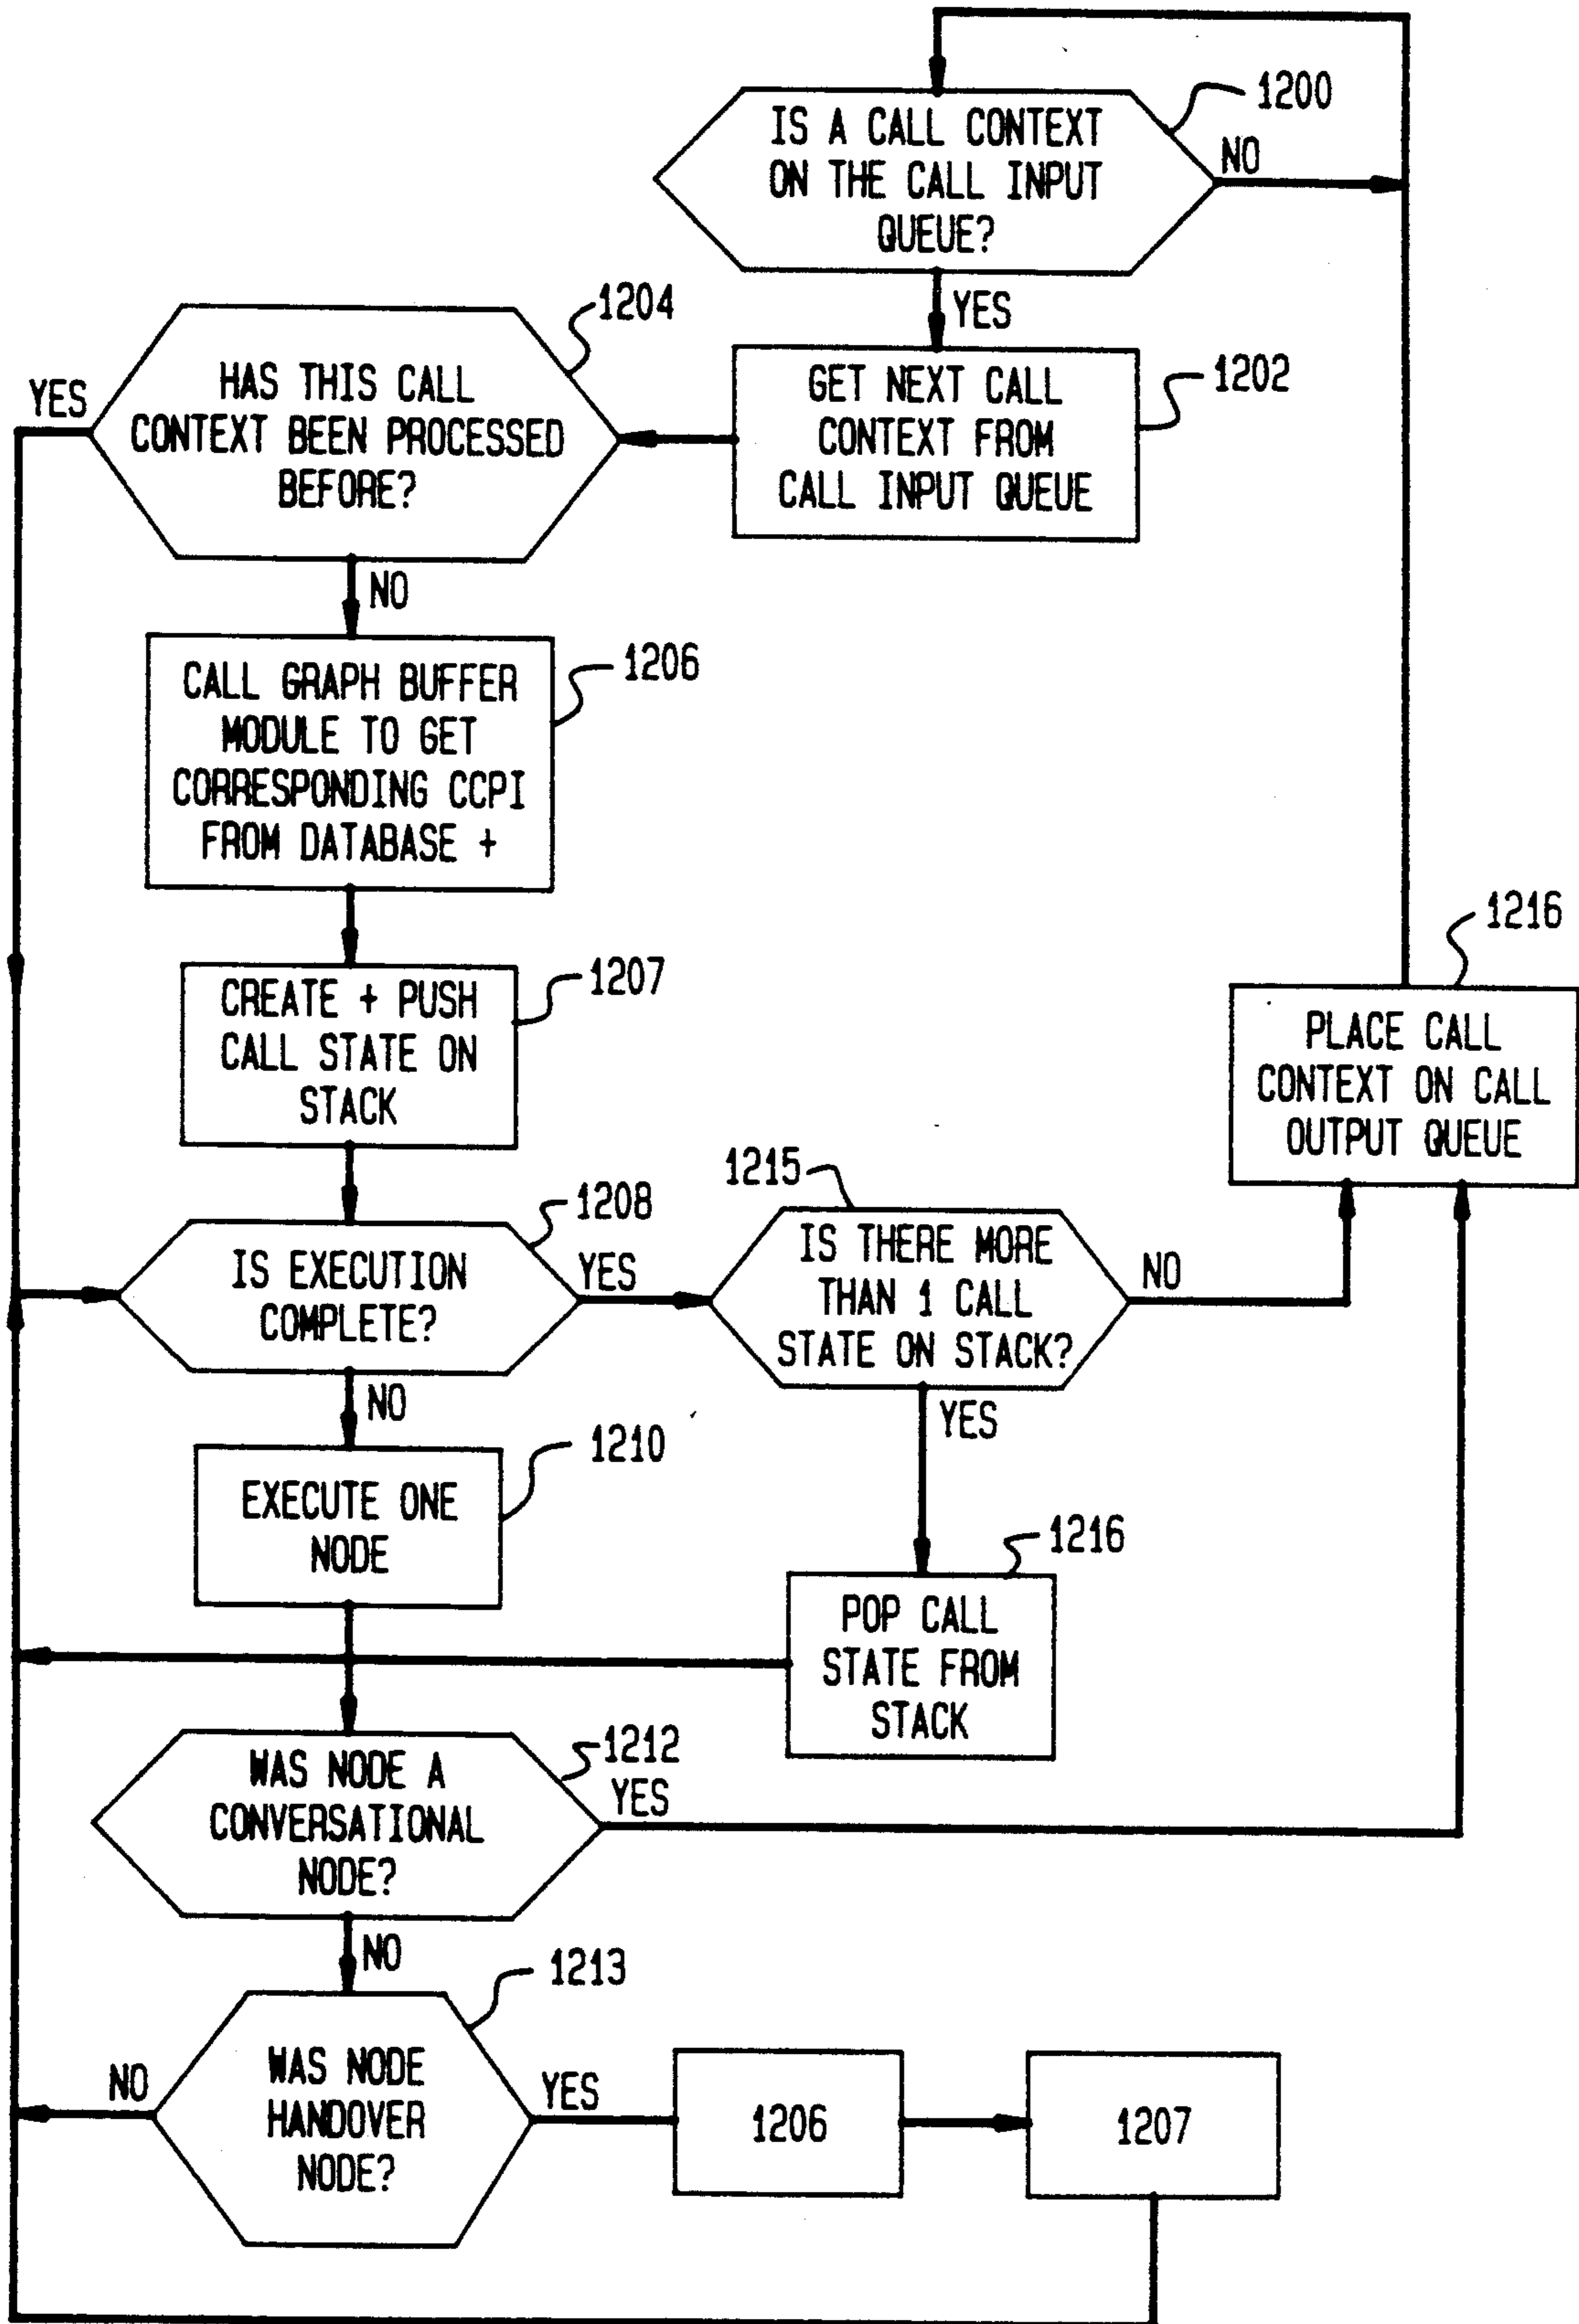 1200
IS A CALL CONTEXT
ON THE CALL INPUT
QUEUE?
NO
YES
1204
HAS THIS CALL
CONTEXT BEEN PROCESSED
BEFORE?
YES
NO
1202
GET NEXT CALL
CONTEXT FROM
CALL INPUT QUEUE
1206
CALL GRAPH BUFFER
MODULE TO GET
CORRESPONDING CCPI
FROM DATABASE +
1207
CREATE + PUSH
CALL STATE ON
STACK
1216
PLACE CALL
CONTEXT ON CALL
OUTPUT QUEUE
1208
IS EXECUTION
COMPLETE?
YES
NO
1215
IS THERE MORE
THAN 1 CALL
STATE ON STACK?
NO
YES
1210
EXECUTE ONE
NODE
1216
POP CALL
STATE FROM
STACK
1212
WAS NODE A
CONVERSATIONAL
NODE?
YES
NO
1213
WAS NODE
HANDOVER
NODE?
NO
YES
1206
1207